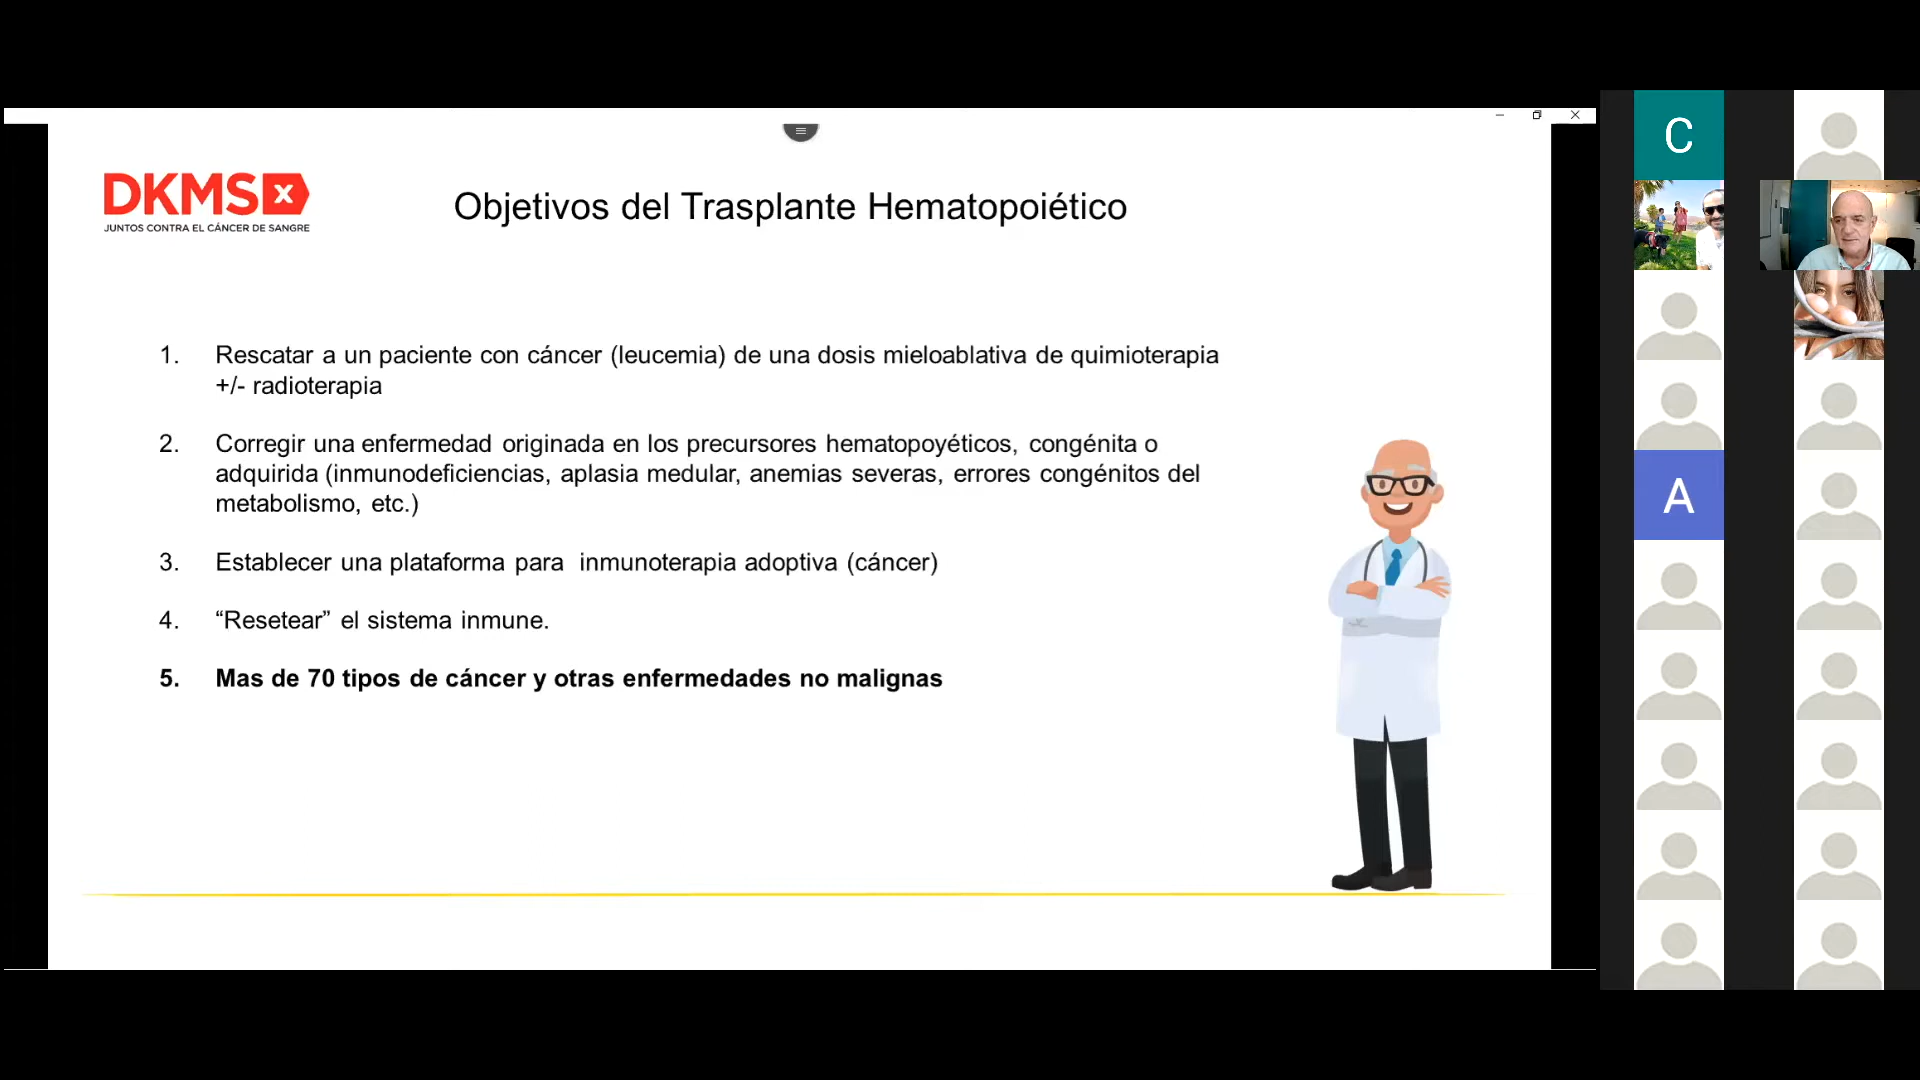 DKMS
JUNTOS CONTRA EL CÁNCER DE SANGRE
Objetivos del Trasplante Hematopoiético
1. Rescatar a un paciente con cáncer (leucemia) de una dosis mieloablativa de quimioterapia
+/- radioterapia
2. Corregir una enfermedad originada en los precursores hematopoyéticos, congénita o
adquirida (inmunodeficiencias, aplasia medular, anemias severas, errores congénitos del
metabolismo, etc.)
3. Establecer una plataforma para  inmunoterapia adoptiva (cáncer)
4. “Resetear” el sistema inmune.
5. Mas de 70 tipos de cáncer y otras enfermedades no malignas
C
A